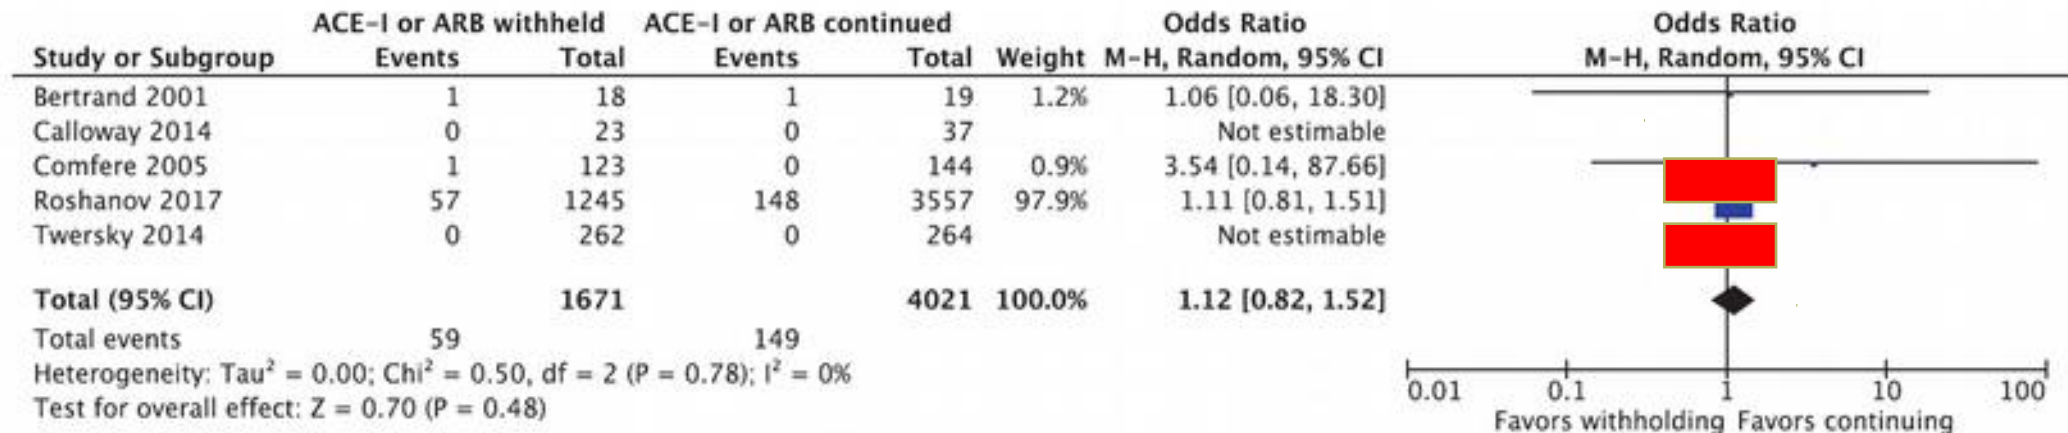 ACE-I or ARB withheld ACE-I or ARB continued Odds Ratio Odds Ratio
Study or Subgroup Events Total Events Total Weight M-H, Random, 95% CI M-H, Random, 95% CI
Bertrand 2001 1 18 1 19 1.2% 1.06 [0.06, 18.30]
Calloway 2014 0 23 0 37 Not estimable
Comfere 2005 1 123 0 144 0.9% 3.54 [0.14, 87.66]
Roshanov 2017 57 1245 148 3557 97.9% 1.11 [0.81, 1.51]
Twersky 2014 0 262 0 264 Not estimable
Total (95% CI) 1671 4021 100.0% 1.12 [0.82, 1.52]
Total events 59 149
Heterogeneity: Tau² = 0.00; Chi² = 0.50, df = 2 (P = 0.78); I² = 0%
Test for overall effect: Z = 0.70 (P = 0.48)
0.01 0.1 1 10 100
Favors withholding Favors continuing